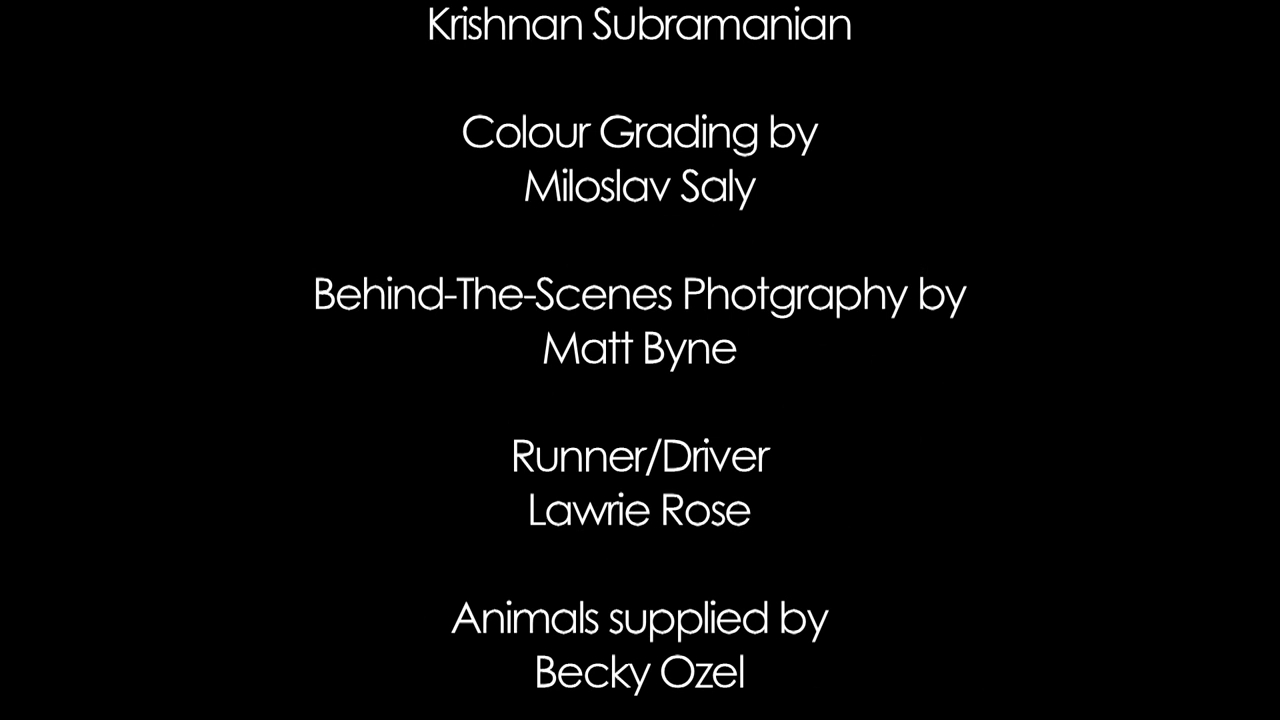 Krishnan Subramanian
Colour Grading by
Miloslav Saly
Behind-The-Scenes Photgraphy by
Matt Byne
Runner/Driver
Lawrie Rose
Animals supplied by
Becky Ozel